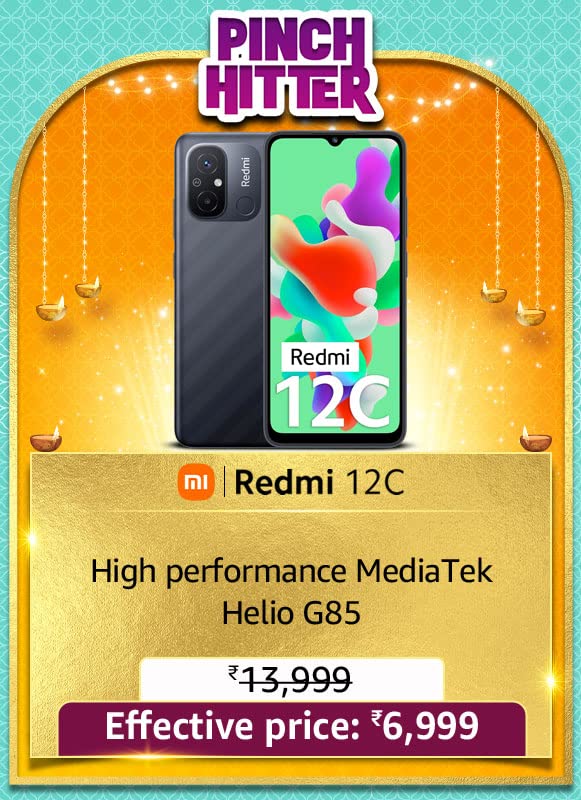 PINCH
HITTER
Redmi
Redmi
12C
mi | Redmi 12C
High performance MediaTek
Helio G85
₹13,999
Effective price: ₹6,999